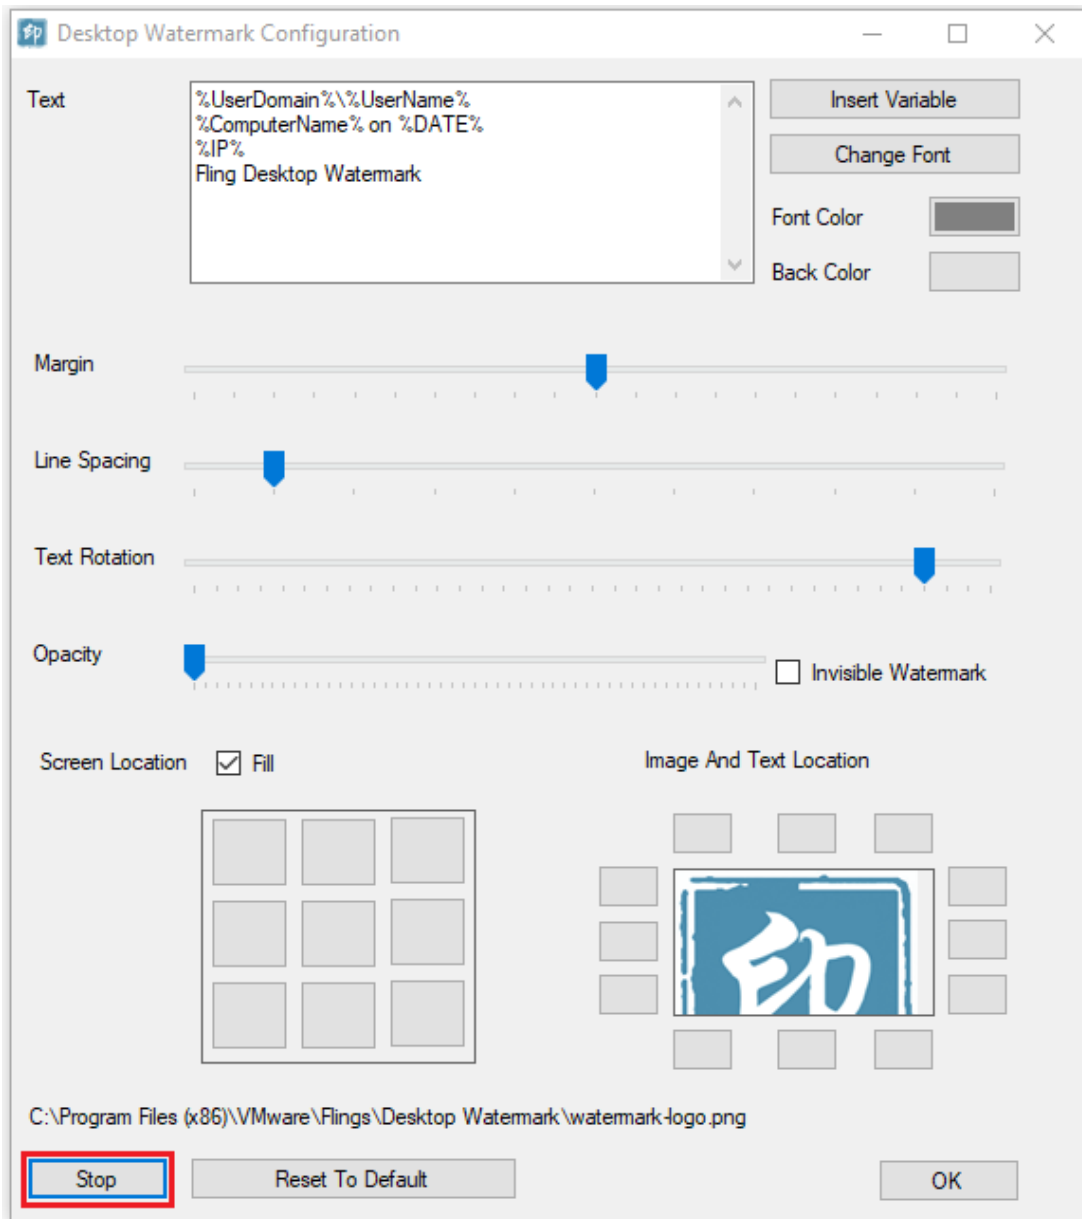 印 Desktop Watermark Configuration
Text
%UserDomain%\%UserName%
%ComputerName% on %DATE%
%IP%
Fling Desktop Watermark
Insert Variable
Change Font
Font Color
Back Color
Margin
Line Spacing
Text Rotation
Opacity
Invisible Watermark
Screen Location
Fill
Image And Text Location
印
C:\Program Files (x86)\VMware\Flings\Desktop Watermark\watermark-logo.png
Stop
Reset To Default
OK